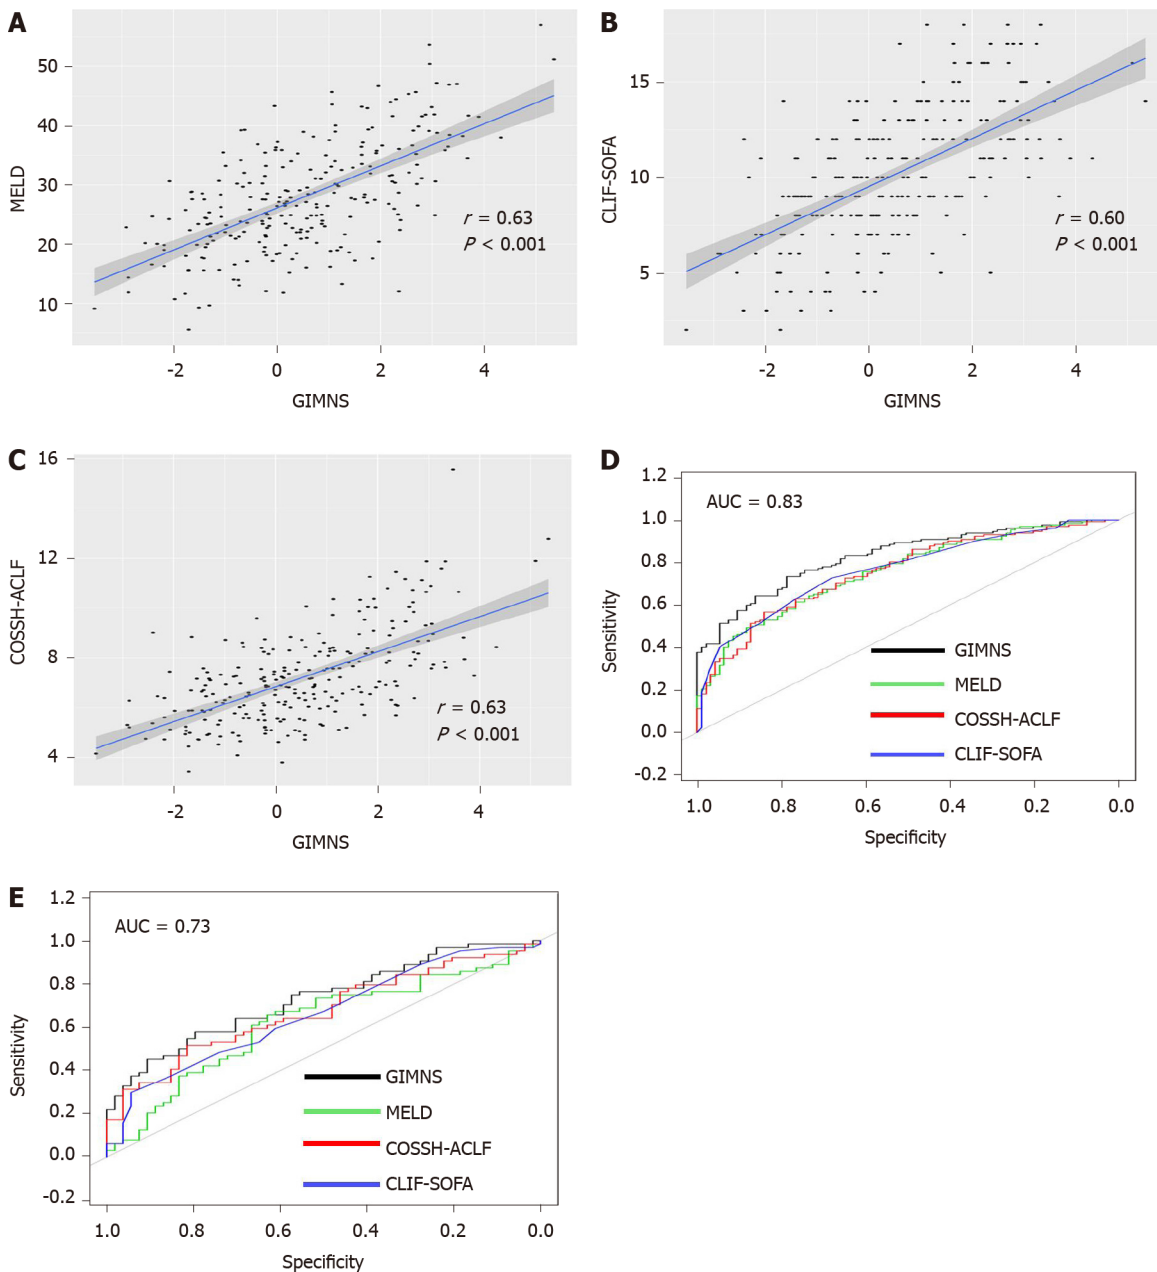 A
MELD
50
40
30
20
10
r = 0.63
P < 0.001
-2 0 2 4
GIMNS
B
CLIF-SOFA
15
10
5
r = 0.60
P < 0.001
-2 0 2 4
GIMNS
C
COSSH-ACLF
16
12
8
4
r = 0.63
P < 0.001
-2 0 2 4
GIMNS
D
Sensitivity
1.2
1.0
0.8
0.6
0.4
0.2
0.0
-0.2
AUC = 0.83
GIMNS
MELD
COSSH-ACLF
CLIF-SOFA
1.0 0.8 0.6 0.4 0.2 0.0
Specificity
E
Sensitivity
1.2
1.0
0.8
0.6
0.4
0.2
0.0
-0.2
AUC = 0.73
GIMNS
MELD
COSSH-ACLF
CLIF-SOFA
1.0 0.8 0.6 0.4 0.2 0.0
Specificity